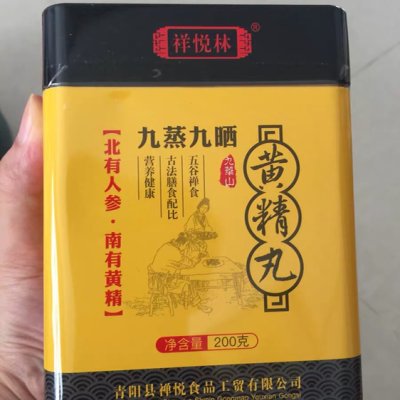 祥悦林®
【北有人参·南有黄精】
九蒸九晒
五谷禅食
古法膳食配比
营养健康
九华山
黄精丸
净含量 200克
青阳县禅悦食品工贸有限公司